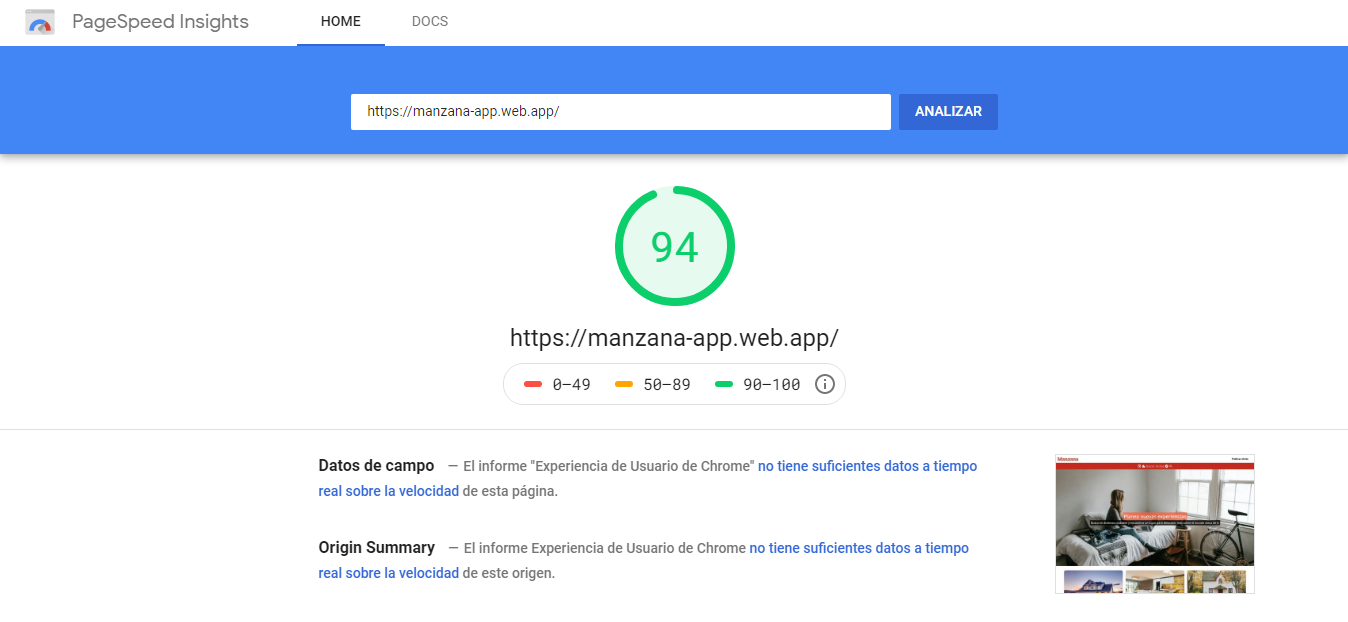 PageSpeed Insights
HOME
DOCS
https://manzana-app.web.app/
ANALIZAR
94
https://manzana-app.web.app/
0–49
50–89
90–100
Datos de campo — El informe "Experiencia de Usuario de Chrome" no tiene suficientes datos a tiempo
real sobre la velocidad de esta página.
Origin Summary — El informe Experiencia de Usuario de Chrome no tiene suficientes datos a tiempo
real sobre la velocidad de este origen.
Manzana